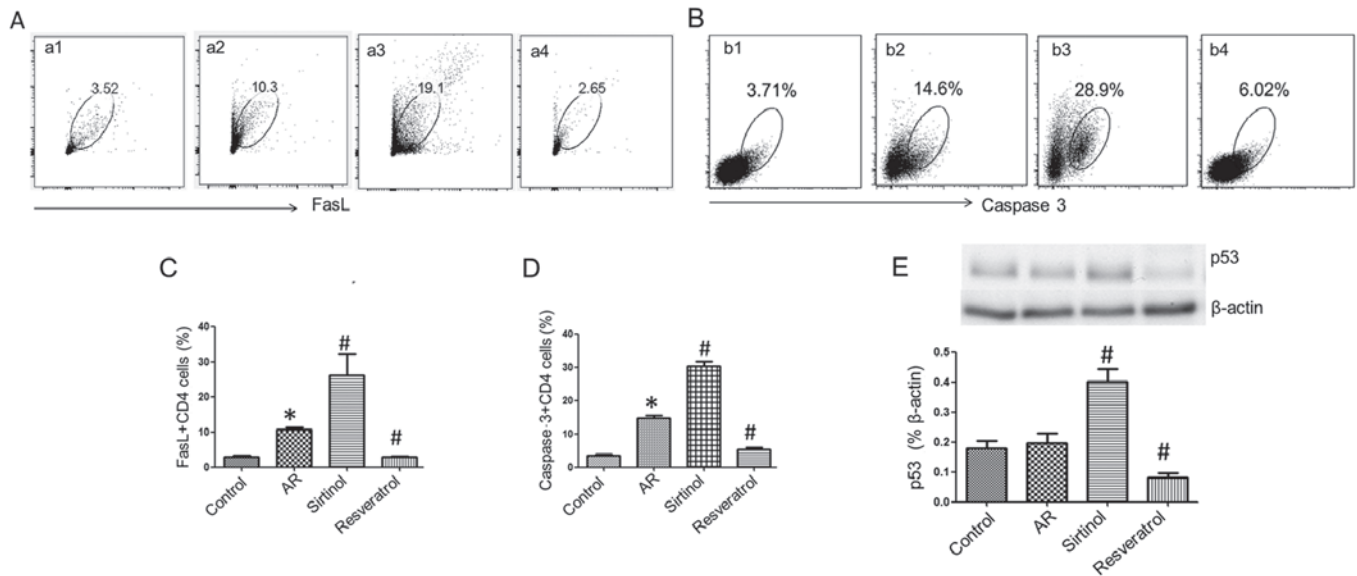 A
a1
3.52
a2
10.3
a3
19.1
a4
2.65
FasL
B
b1
3.71%
b2
14.6%
b3
28.9%
b4
6.02%
Caspase 3
C
FasL+CD4 cells (%)
40
30
20
10
0
*
#
#
Control
AR
Sirtinol
Resveratrol
D
Caspase-3+CD4 cells (%)
40
30
20
10
0
*
#
#
Control
AR
Sirtinol
Resveratrol
E
p53
β-actin
p53 (% β-actin)
0.5
0.4
0.3
0.2
0.1
0.0
#
#
Control
AR
Sirtinol
Resveratrol